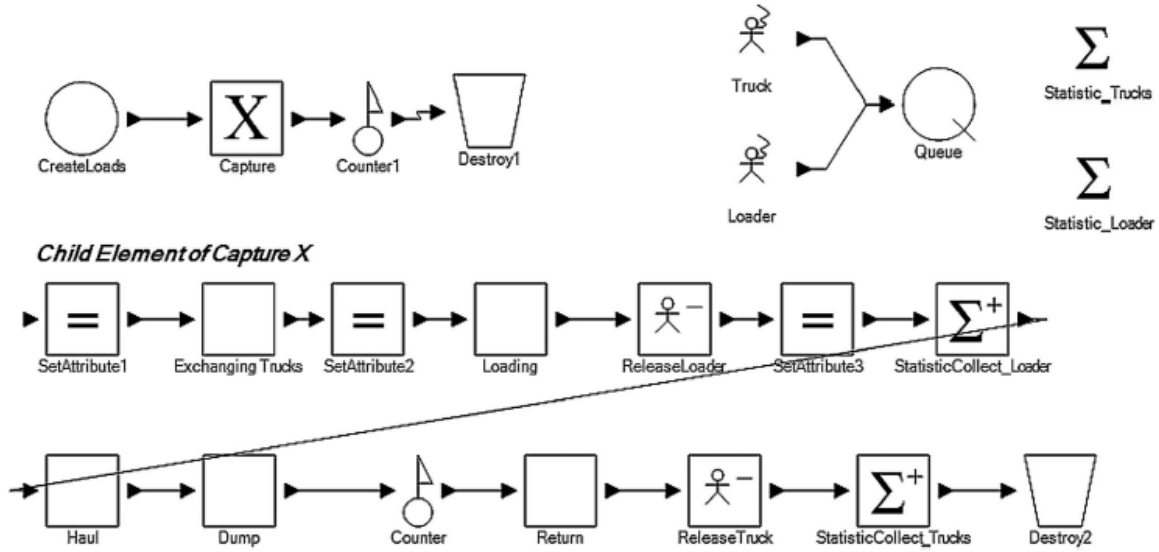 Truck
Statistic_Trucks
X
CreateLoads
Capture
Counter1
Destroy1
Queue
Σ
Σ
Loader
Statistic_Loader
Child Element of Capture X
=
=
=
Σ+
SetAttribute1
Exchanging Trucks
SetAttribute2
Loading
ReleaseLoader
SetAttribute3
StatisticCollect_Loader
Σ+
Haul
Dump
Counter
Return
ReleaseTruck
StatisticCollect_Trucks
Destroy2